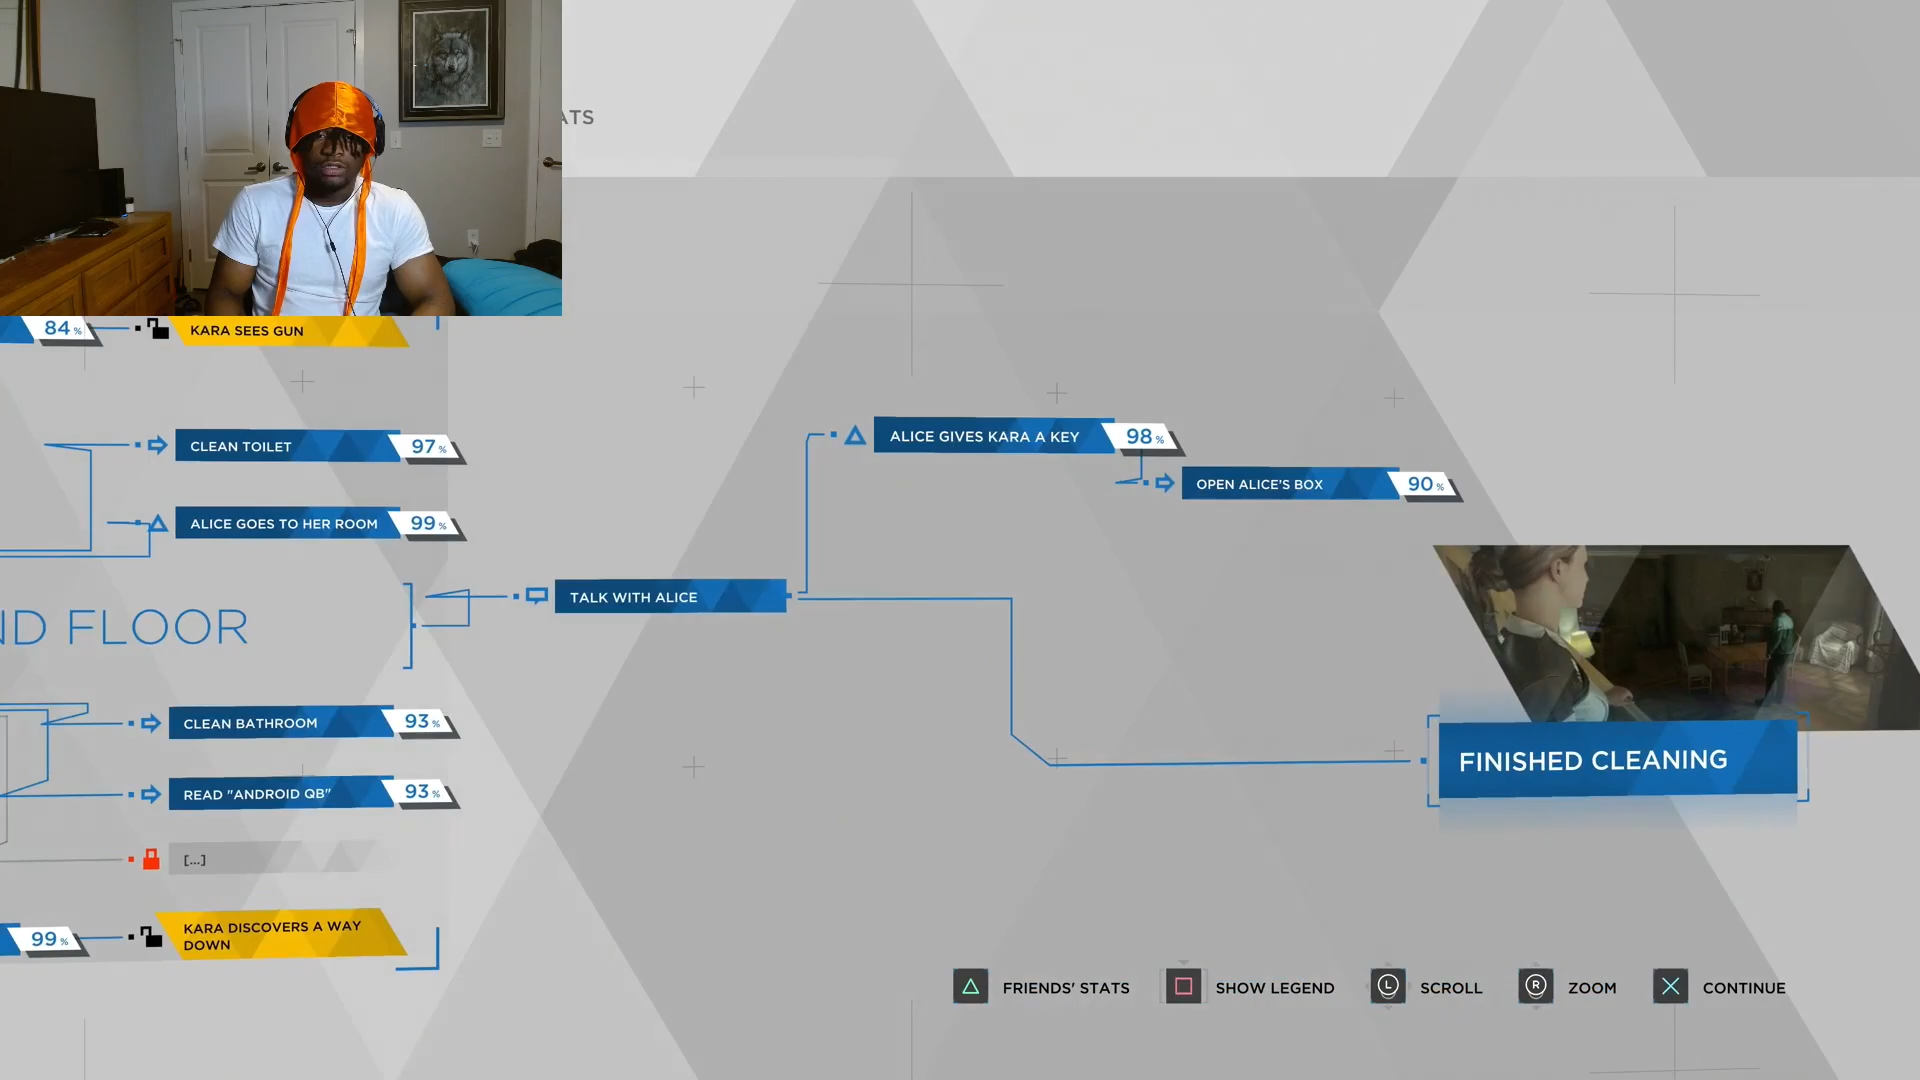 ATS
84%
KARA SEES GUN
CLEAN TOILET
97%
ALICE GOES TO HER ROOM
99%
ND FLOOR
CLEAN BATHROOM
93%
READ "ANDROID QB"
93%
[...]
99%
KARA DISCOVERS A WAY
DOWN
TALK WITH ALICE
ALICE GIVES KARA A KEY
98%
OPEN ALICE'S BOX
90%
FINISHED CLEANING
FRIENDS' STATS
SHOW LEGEND
L
SCROLL
R
ZOOM
CONTINUE